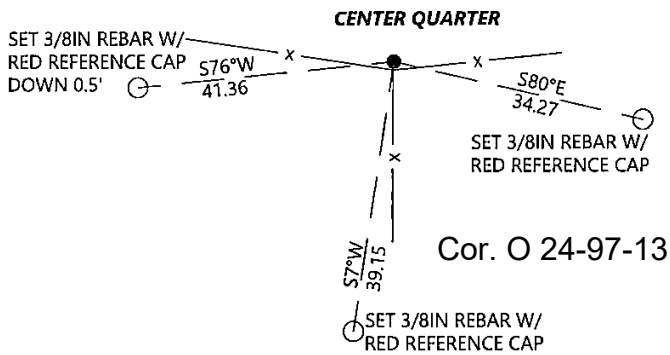 CENTER QUARTER
SET 3/8IN REBAR W/
RED REFERENCE CAP
DOWN 0.5'
x
x
S76°W
41.36
S80°E
34.27
SET 3/8IN REBAR W/
RED REFERENCE CAP
x
Cor. O 24-97-13
S7°W
39.15
SET 3/8IN REBAR W/
RED REFERENCE CAP